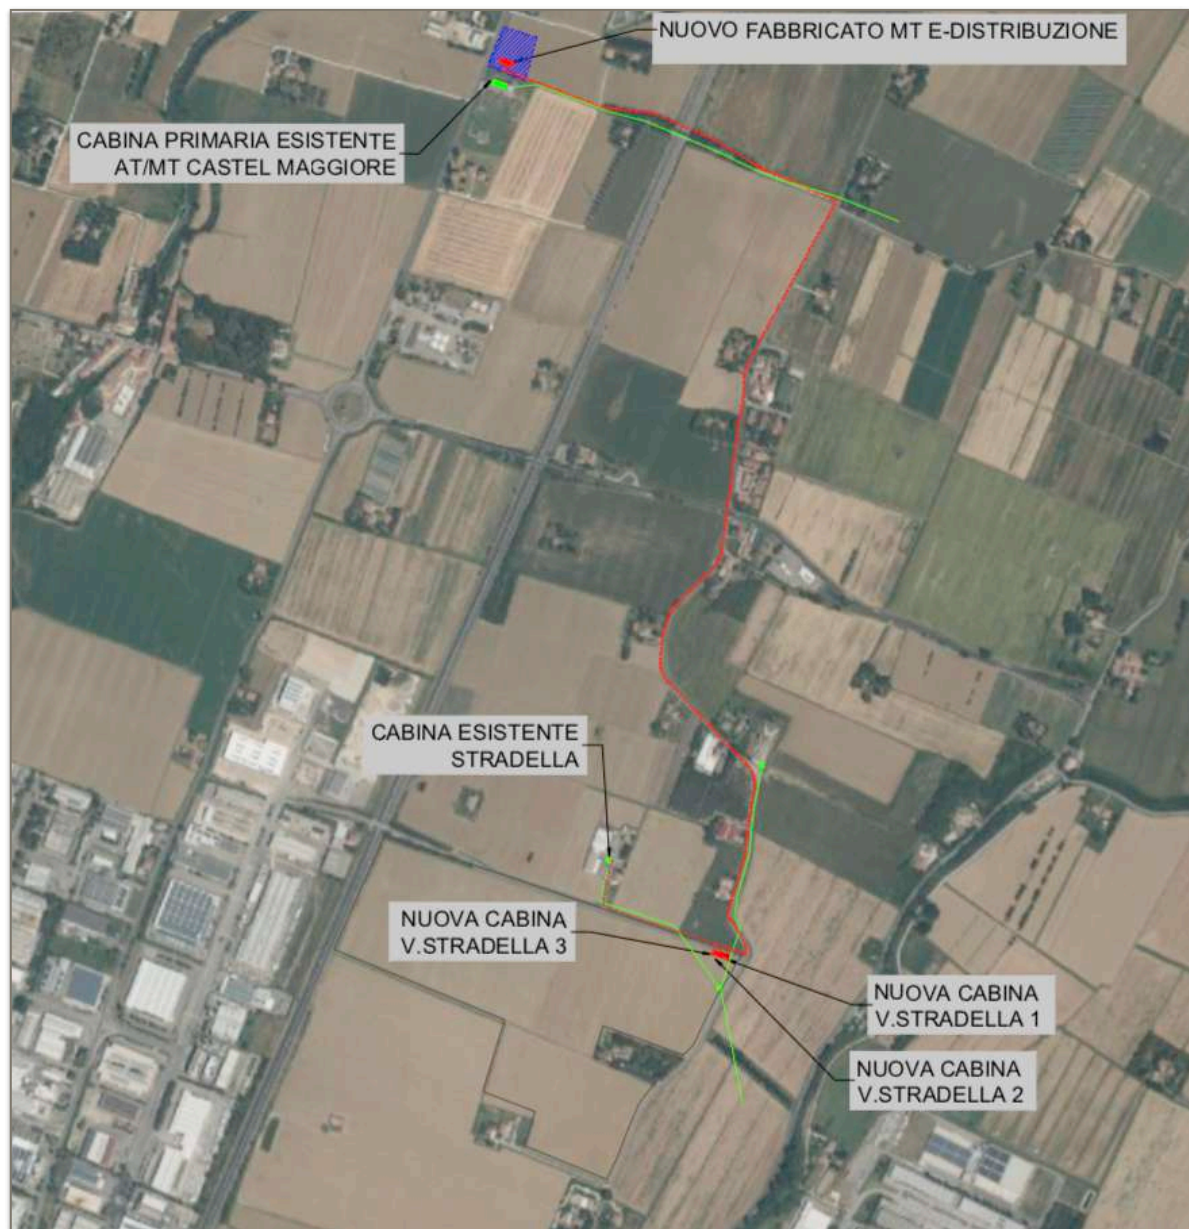 NUOVO FABBRICATO MT E-DISTRIBUZIONE
CABINA PRIMARIA ESISTENTE
AT/MT CASTEL MAGGIORE
CABINA ESISTENTE
STRADELLA
NUOVA CABINA
V.STRADELLA 3
NUOVA CABINA
V.STRADELLA 1
NUOVA CABINA
V.STRADELLA 2